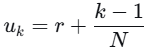 u_k = r + \frac{k-1}{N}